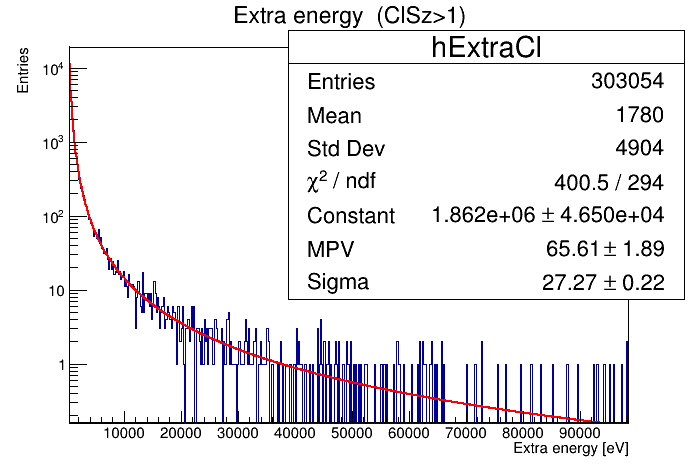 Extra energy (ClSz>1)
hExtraCl
Entries 303054
Mean 1780
Std Dev 4904
χ² / ndf 400.5 / 294
Constant 1.862e+06 ± 4.650e+04
MPV 65.61 ± 1.89
Sigma 27.27 ± 0.22
Entries
10⁴
10³
10²
10
1
10000 20000 30000 40000 50000 60000 70000 80000 90000
Extra energy [eV]